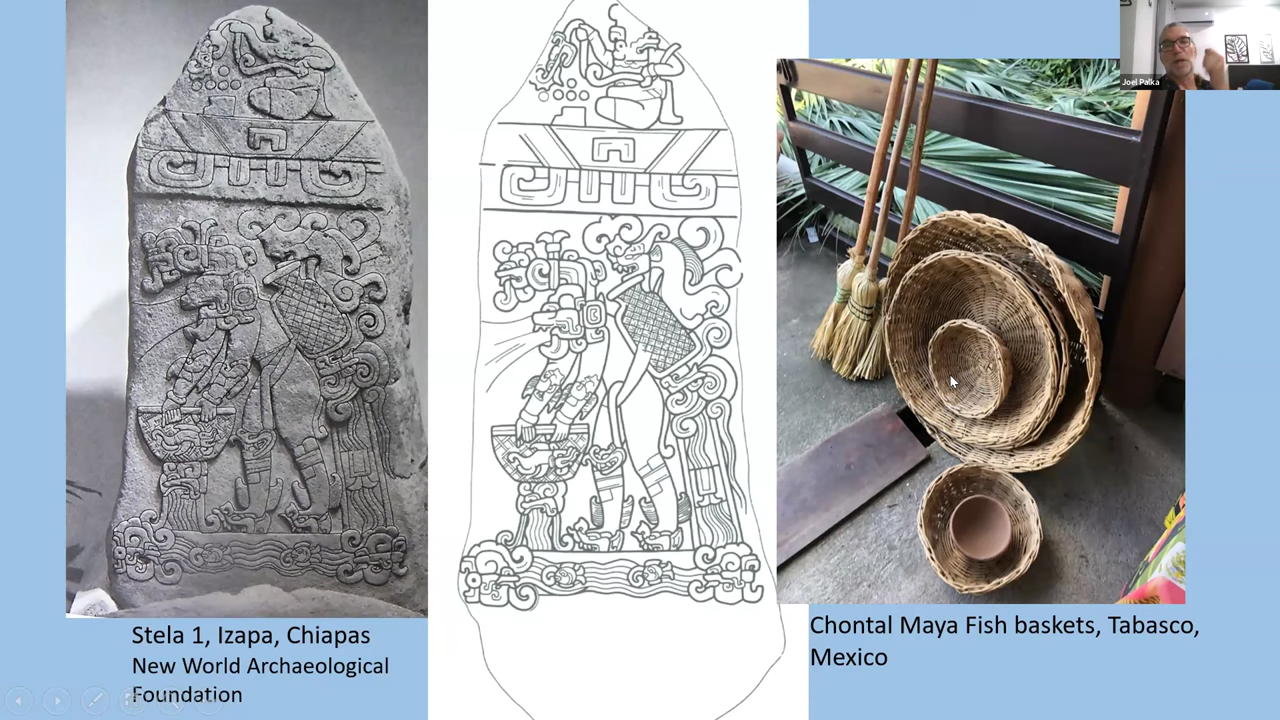 Joel Palka
Stela 1, Izapa, Chiapas
New World Archaeological
Foundation
Chontal Maya Fish baskets, Tabasco,
Mexico